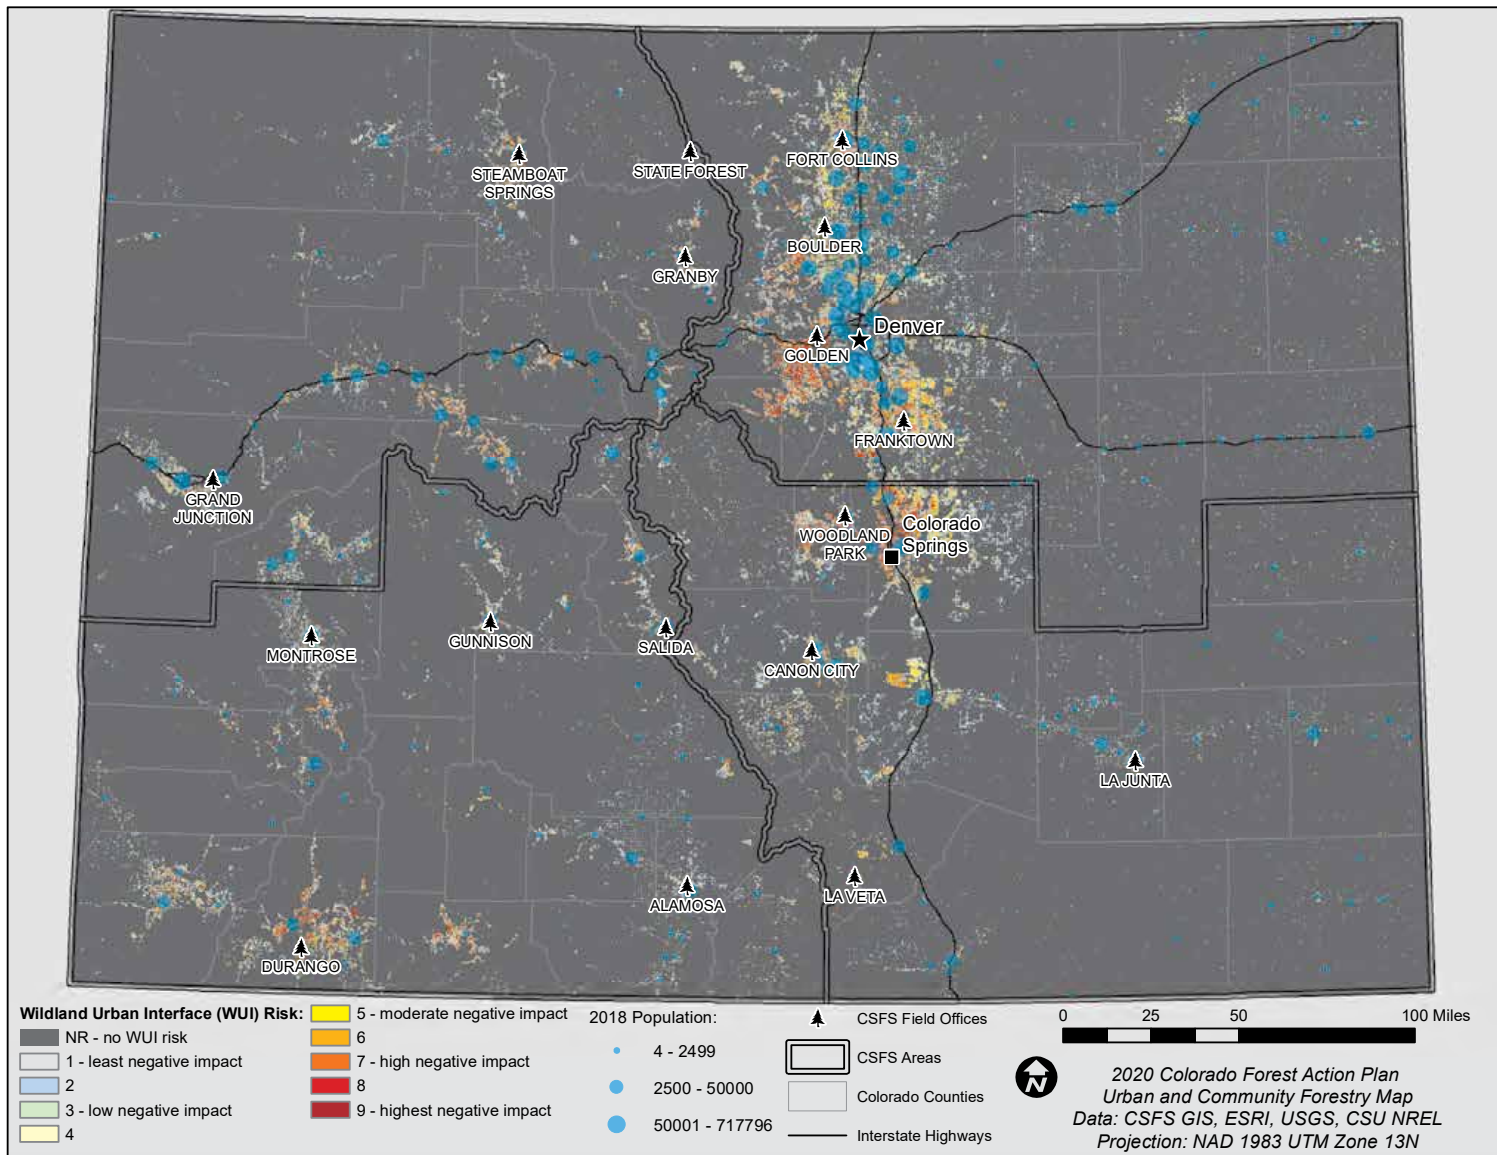 FORT COLLINS
STEAMBOAT
SPRINGS
STATE FOREST
BOULDER
GRANBY
Denver
GOLDEN
FRANKTOWN
GRAND
JUNCTION
WOODLAND
PARK
Colorado
Springs
MONTROSE
GUNNISON
SALIDA
CANON CITY
LA JUNTA
ALAMOSA
LA VETA
DURANGO
Wildland Urban Interface (WUI) Risk:
NR - no WUI risk
1 - least negative impact
2
3 - low negative impact
4
5 - moderate negative impact
6
7 - high negative impact
8
9 - highest negative impact
2018 Population:
4 - 2499
2500 - 50000
50001 - 717796
CSFS Field Offices
CSFS Areas
Colorado Counties
Interstate Highways
0 25 50 100 Miles
N
2020 Colorado Forest Action Plan
Urban and Community Forestry Map
Data: CSFS GIS, ESRI, USGS, CSU NREL
Projection: NAD 1983 UTM Zone 13N